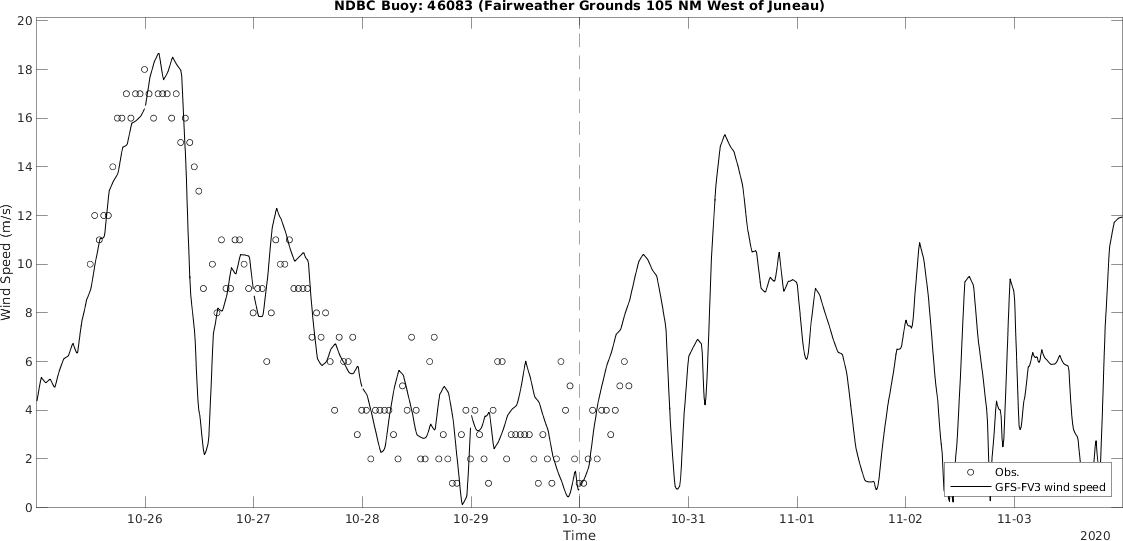 NDBC Buoy: 46083 (Fairweather Grounds 105 NM West of Juneau)
20
18
16
14
12
10
8
6
4
2
0
Wind Speed (m/s)
Obs.
GFS-FV3 wind speed
10-26 10-27 10-28 10-29 10-30 10-31 11-01 11-02 11-03
Time
2020